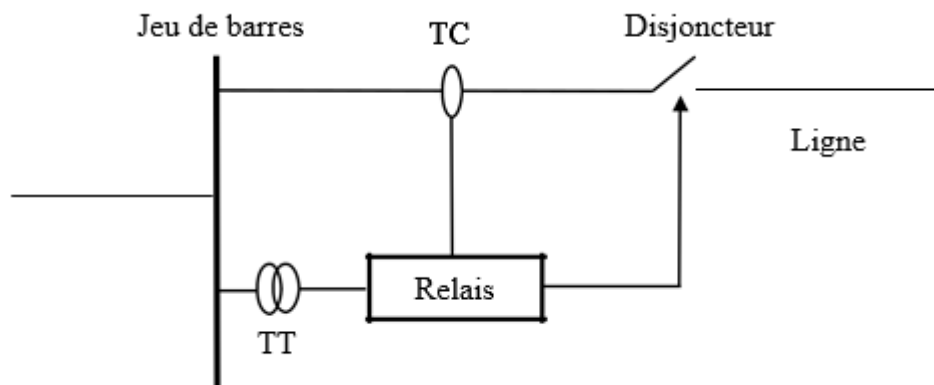 Jeu de barres
TC
Disjoncteur
Ligne
Relais
TT